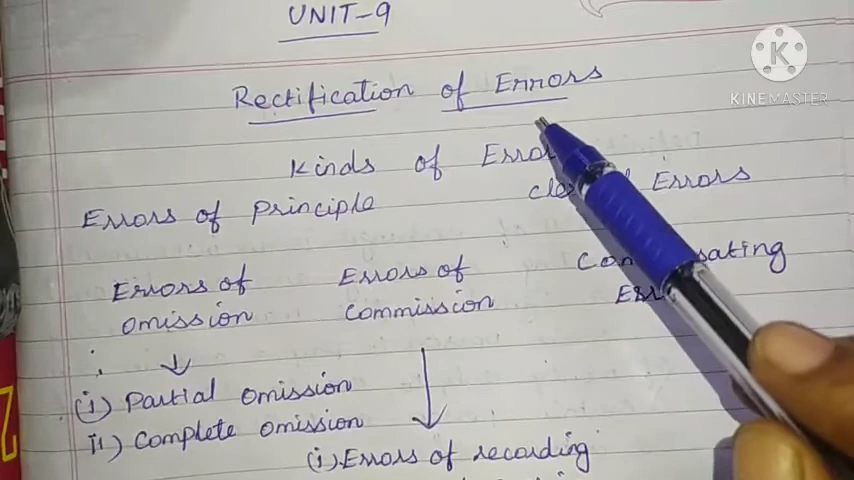 UNIT-9
KINEMASTER
Rectification of Errors
Kinds of
Errors of Principle Errors
Errors of Errors of
omission Commission
(i) Partial omission
ii) Complete omission
(i) Errors of recording
2